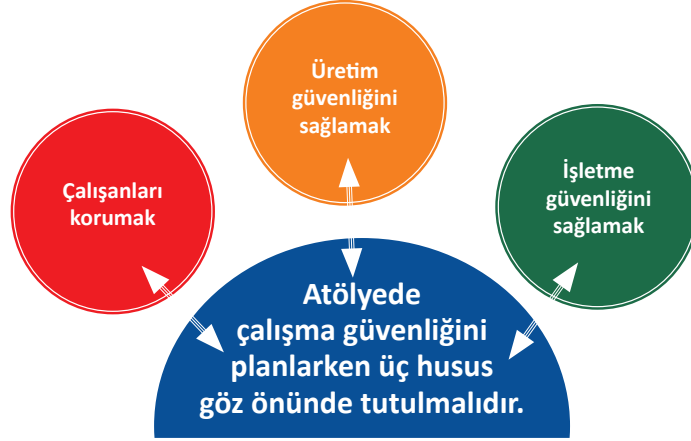 Üretim
güvenliğini
sağlamak
Çalışanları
korumak
İşletme
güvenliğini
sağlamak
Atölyede
çalışma güvenliğini
planlarken üç husus
göz önünde tutulmalıdır.